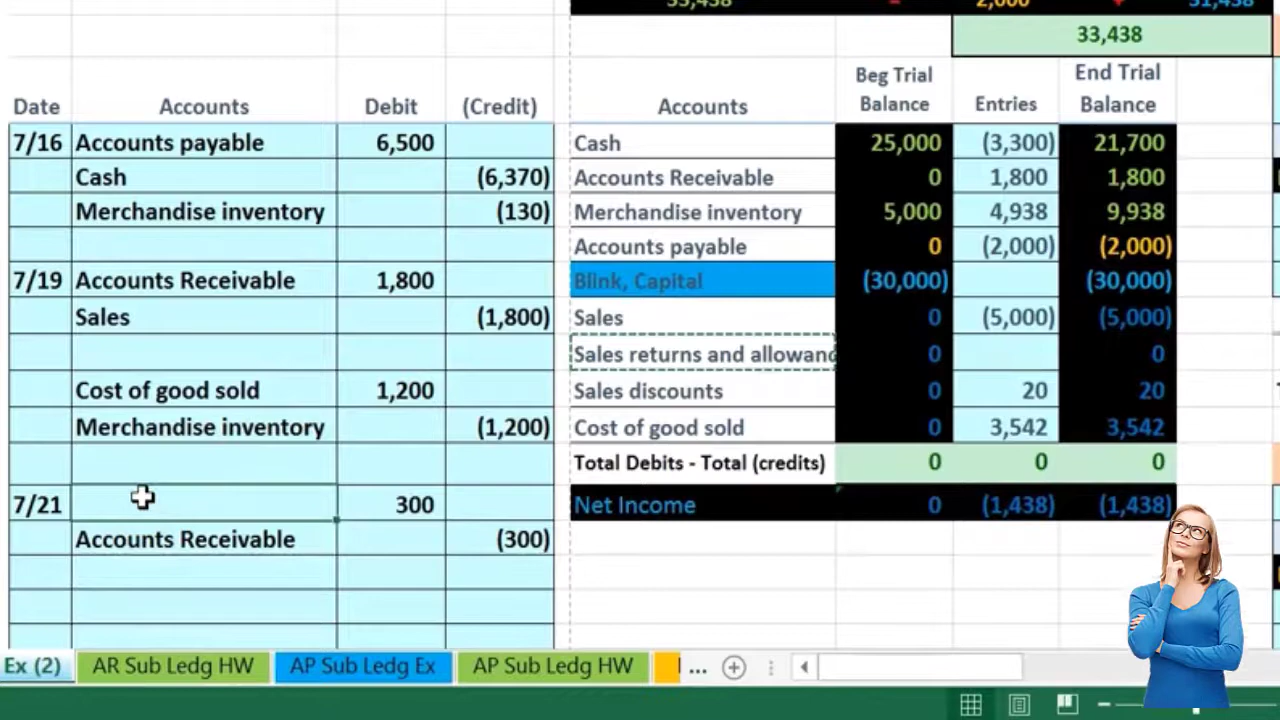 33,438 - 2,000 + 31,438
33,438
Date Accounts Debit (Credit)
7/16 Accounts payable 6,500
Cash (6,370)
Merchandise inventory (130)
7/19 Accounts Receivable 1,800
Sales (1,800)
Cost of good sold 1,200
Merchandise inventory (1,200)
7/21 300
Accounts Receivable (300)
Accounts Beg Trial Balance Entries End Trial Balance
Cash 25,000 (3,300) 21,700
Accounts Receivable 0 1,800 1,800
Merchandise inventory 5,000 4,938 9,938
Accounts payable 0 (2,000) (2,000)
Blink, Capital (30,000) (30,000)
Sales 0 (5,000) (5,000)
Sales returns and allowanc 0 0
Sales discounts 0 20 20
Cost of good sold 0 3,542 3,542
Total Debits - Total (credits) 0 0 0
Net Income 0 (1,438) (1,438)
Ex (2) AR Sub Ledg HW AP Sub Ledg Ex AP Sub Ledg HW ...